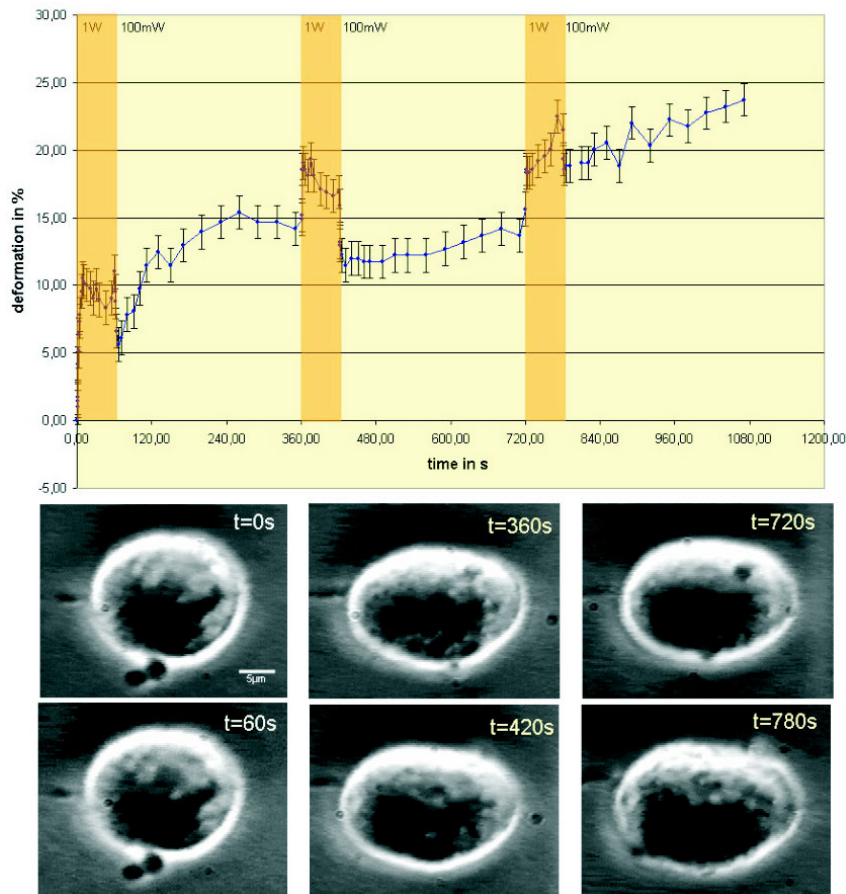 30,00
1W 100mW 1W 100mW 1W 100mW
25,00
20,00
15,00
10,00
5,00
0,00
0,00 120,00 240,00 360,00 480,00 600,00 720,00 840,00 960,00 1080,00 1200,00
-5,00
deformation in %
time in s
t=0s t=360s t=720s
5µm
t=60s t=420s t=780s